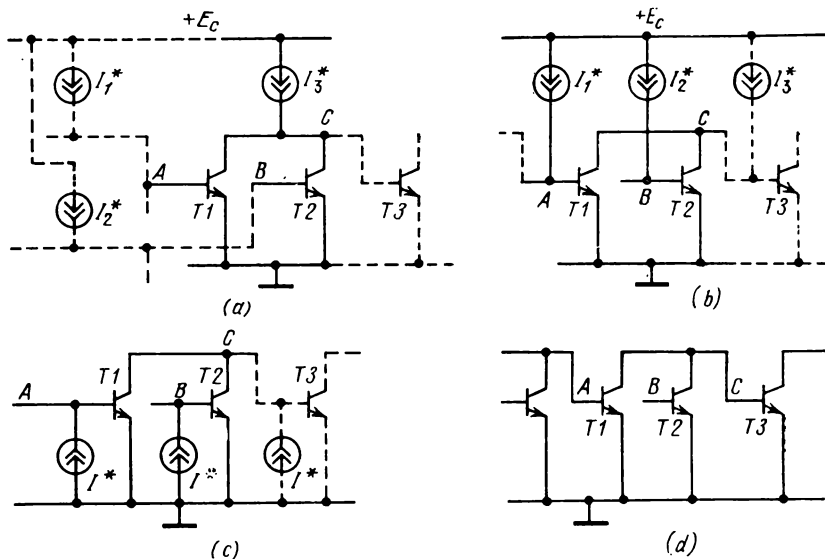 +E_c
I_1^*
I_3^*
C
A
B
I_2^*
T1
T2
T3
(a)
+E_c
I_1^*
I_2^*
I_3^*
C
A
T1
B
T2
T3
(b)
C
A
T1
B
T2
T3
I^*
I^*
I^*
(c)
A
B
C
T1
T2
T3
(d)